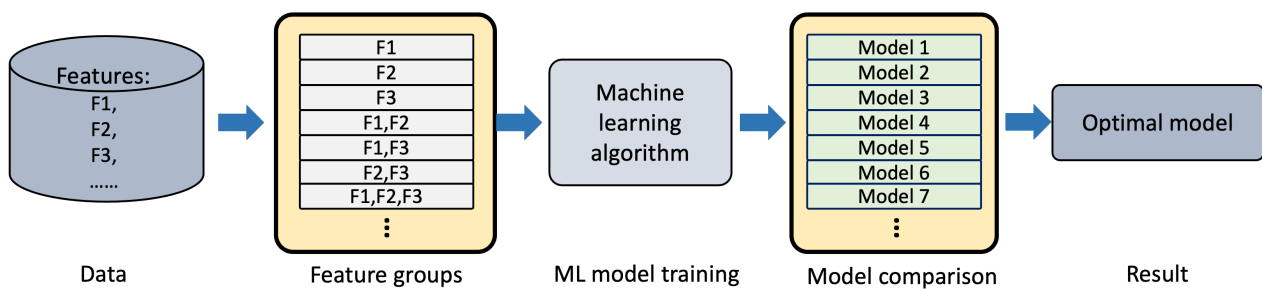 Features:
F1,
F2,
F3,
……
F1
F2
F3
F1,F2
F1,F3
F2,F3
F1,F2,F3
Machine
learning
algorithm
Model 1
Model 2
Model 3
Model 4
Model 5
Model 6
Model 7
Optimal model
Data
Feature groups
ML model training
Model comparison
Result